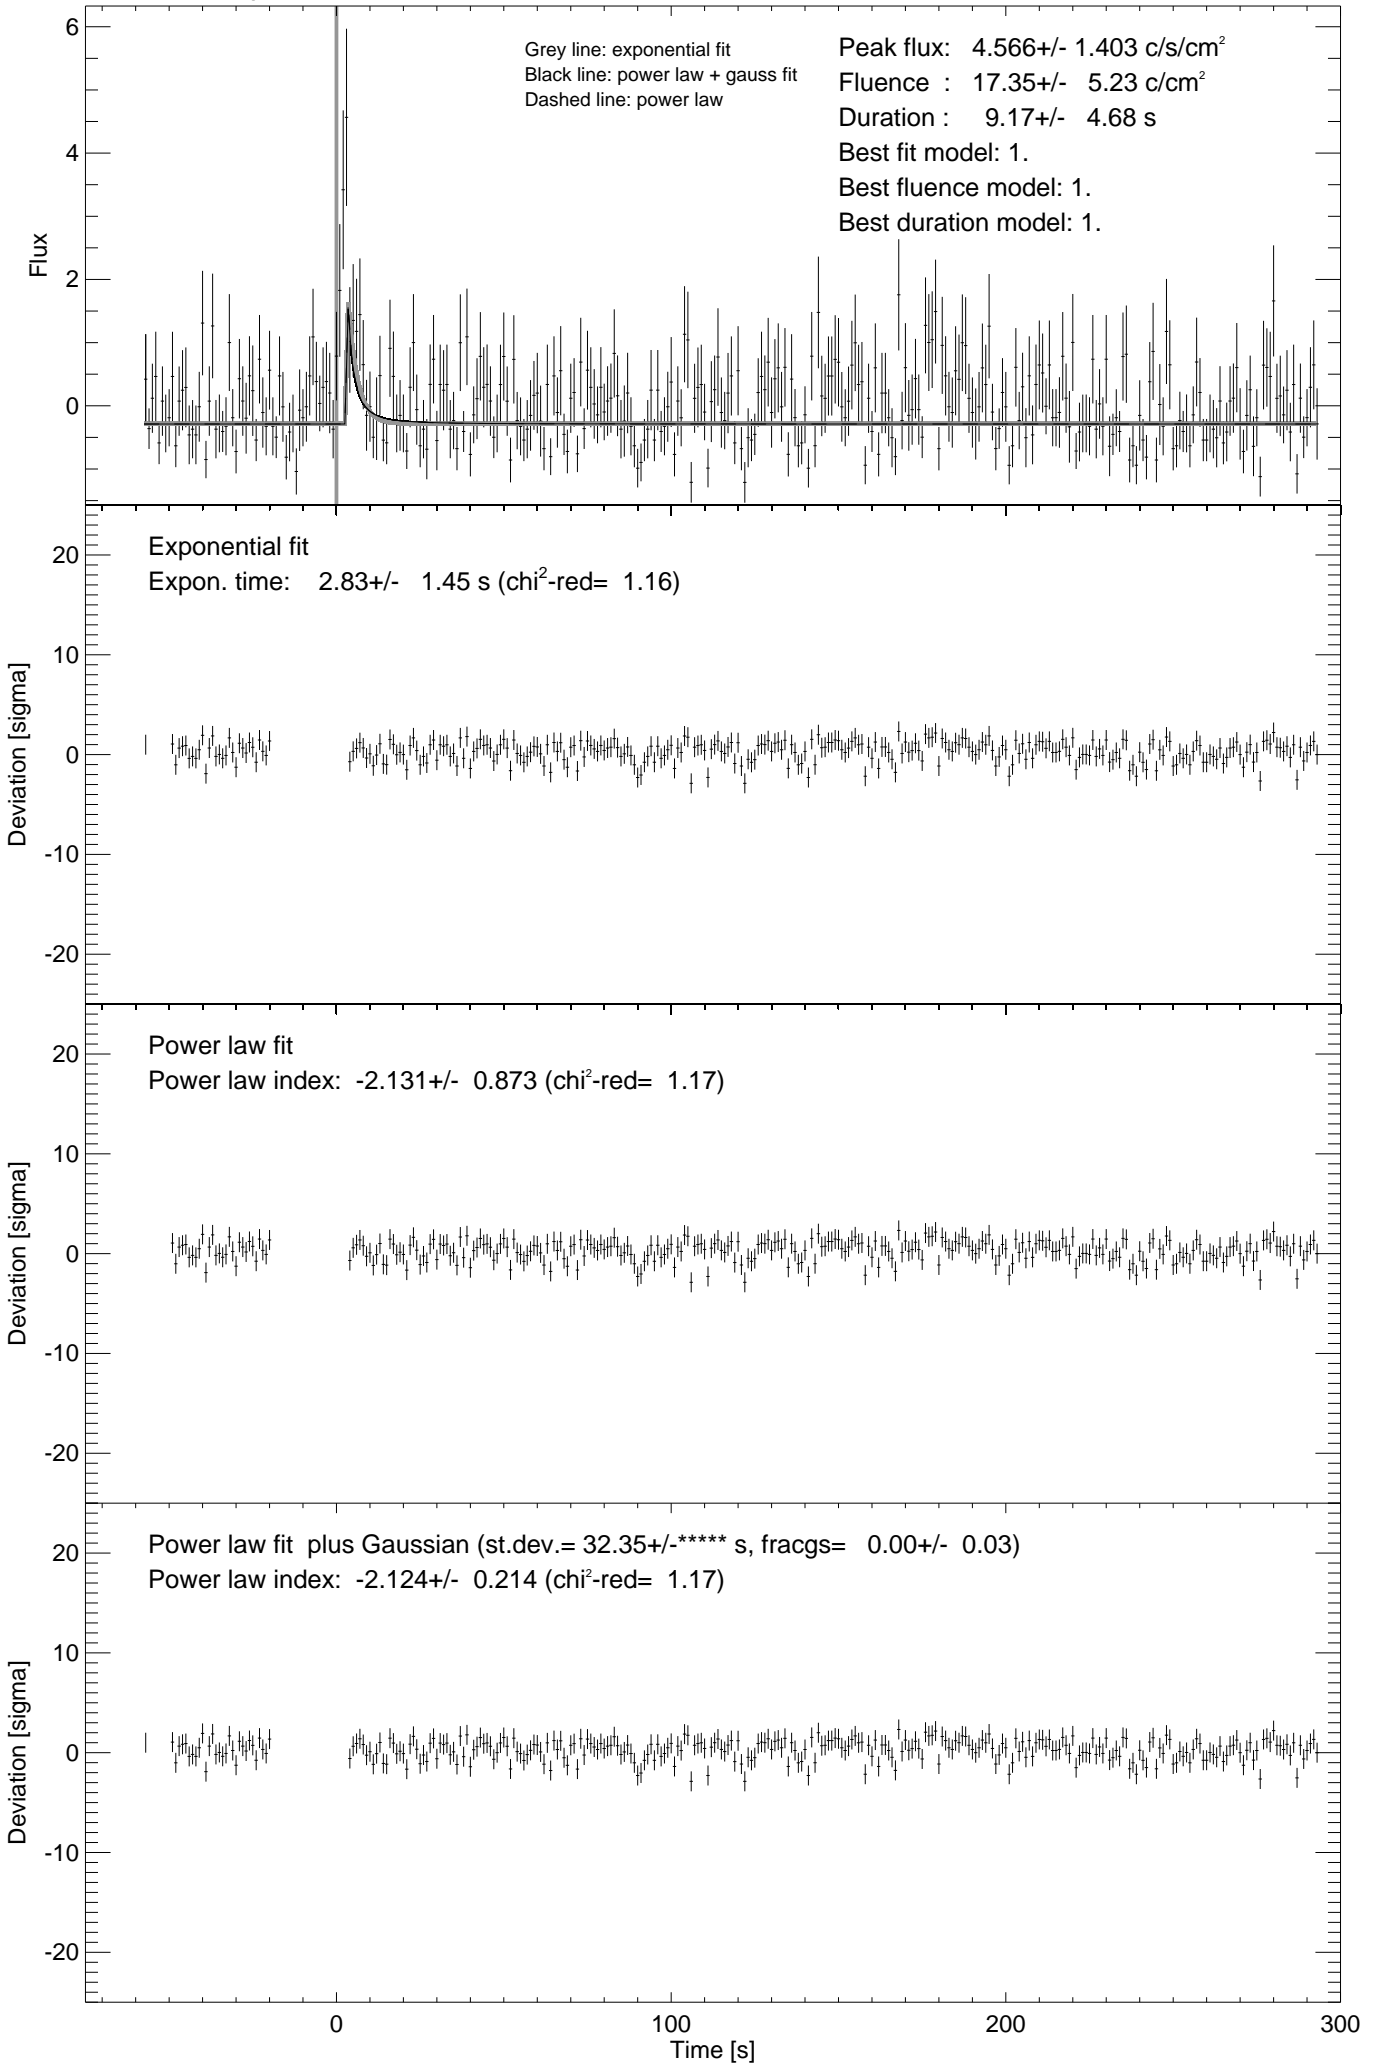 6
4
2
0
Flux
Grey line: exponential fit
Black line: power law + gauss fit
Dashed line: power law
Peak flux: 4.566+/- 1.403 c/s/cm²
Fluence : 17.35+/- 5.23 c/cm²
Duration : 9.17+/- 4.68 s
Best fit model: 1.
Best fluence model: 1.
Best duration model: 1.
20
10
0
-10
-20
Deviation [sigma]
Exponential fit
Expon. time: 2.83+/- 1.45 s (chi²-red= 1.16)
20
10
0
-10
-20
Deviation [sigma]
Power law fit
Power law index: -2.131+/- 0.873 (chi²-red= 1.17)
20
10
0
-10
-20
Deviation [sigma]
Power law fit plus Gaussian (st.dev.= 32.35+/-***** s, fracgs= 0.00+/- 0.03)
Power law index: -2.124+/- 0.214 (chi²-red= 1.17)
0
100
200
300
Time [s]